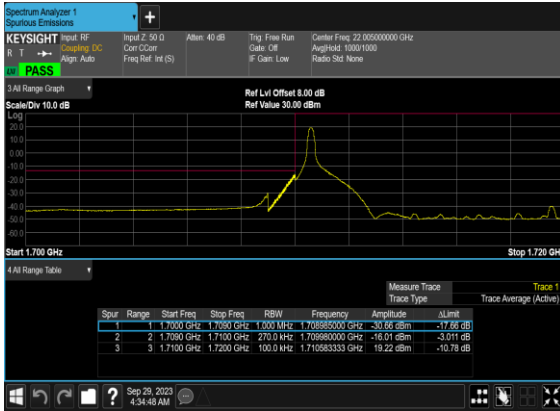 Spectrum Analyzer 1
Spurious Emissions
+
KEYSIGHT Input: RF Input Z: 50 Ω Atten: 40 dB Trig: Free Run Center Freq: 22.005000000 GHz
R T Coupling: DC Corr CCorr Gate: Off Avg|Hold: 1000/1000
Align: Auto Freq Ref: Int (S) IF Gain: Low Radio Std: None
PASS
3 All Range Graph
Ref Lvl Offset 8.00 dB
Scale/Div 10.0 dB Ref Value 30.00 dBm
Log
20.0
10.0
0.00
-10.0
-20.0
-30.0
-40.0
-50.0
-60.0
Start 1.700 GHz Stop 1.720 GH
4 All Range Table
Measure Trace Trace 1
Trace Type Trace Average (Active)
Spur Range Start Freq Stop Freq RBW Frequency Amplitude ΔLimit
1 1 1.7000 GHz 1.7090 GHz 1.000 MHz 1.708985000 GHz -30.66 dBm -17.66 dB
2 2 1.7090 GHz 1.7100 GHz 270.0 kHz 1.709980000 GHz -16.01 dBm -3.011 dB
3 3 1.7100 GHz 1.7200 GHz 100.0 kHz 1.710583333 GHz 19.22 dBm -10.78 dB
?
Sep 29, 2023
4:34:48 AM